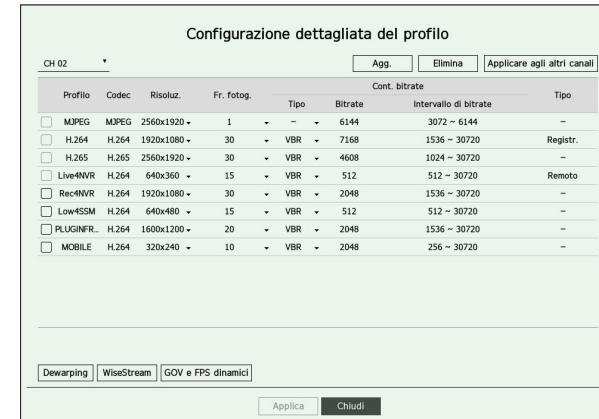 Configurazione dettagliata del profilo
CH 02
Agg. Elimina Applicare agli altri canali
Profilo Codec Risoluz. Fr. fotog. Cont. bitrate Tipo
Tipo Bitrate Intervallo di bitrate
MJPEG MJPEG 2560x1920 1 – 6144 3072 ~ 6144 –
H.264 H.264 1920x1080 30 VBR 7168 1536 ~ 30720 Registr.
H.265 H.265 2560x1920 30 VBR 4608 1024 ~ 30720 –
Live4NVR H.264 640x360 15 VBR 512 512 ~ 30720 Remoto
Rec4NVR H.264 1920x1080 30 VBR 2048 1536 ~ 30720 –
Low4SSM H.264 640x480 15 VBR 512 512 ~ 30720 –
PLUGINFR... H.264 1600x1200 20 VBR 2048 1536 ~ 30720 –
MOBILE H.264 320x240 10 VBR 2048 256 ~ 30720 –
Dewarping WiseStream GOV e FPS dinamici
Applica Chiudi